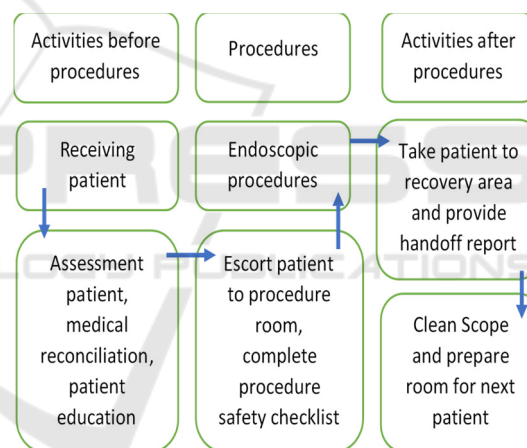 Activities before
procedures
Procedures
Activities after
procedures
Receiving
patient
Endoscopic
procedures
Take patient to
recovery area
and provide
handoff report
Assessment
patient,
medical
reconciliation,
patient
education
Escort patient
to procedure
room,
complete
procedure
safety checklist
Clean Scope
and prepare
room for next
patient
PRESS
PUBLICATIONS